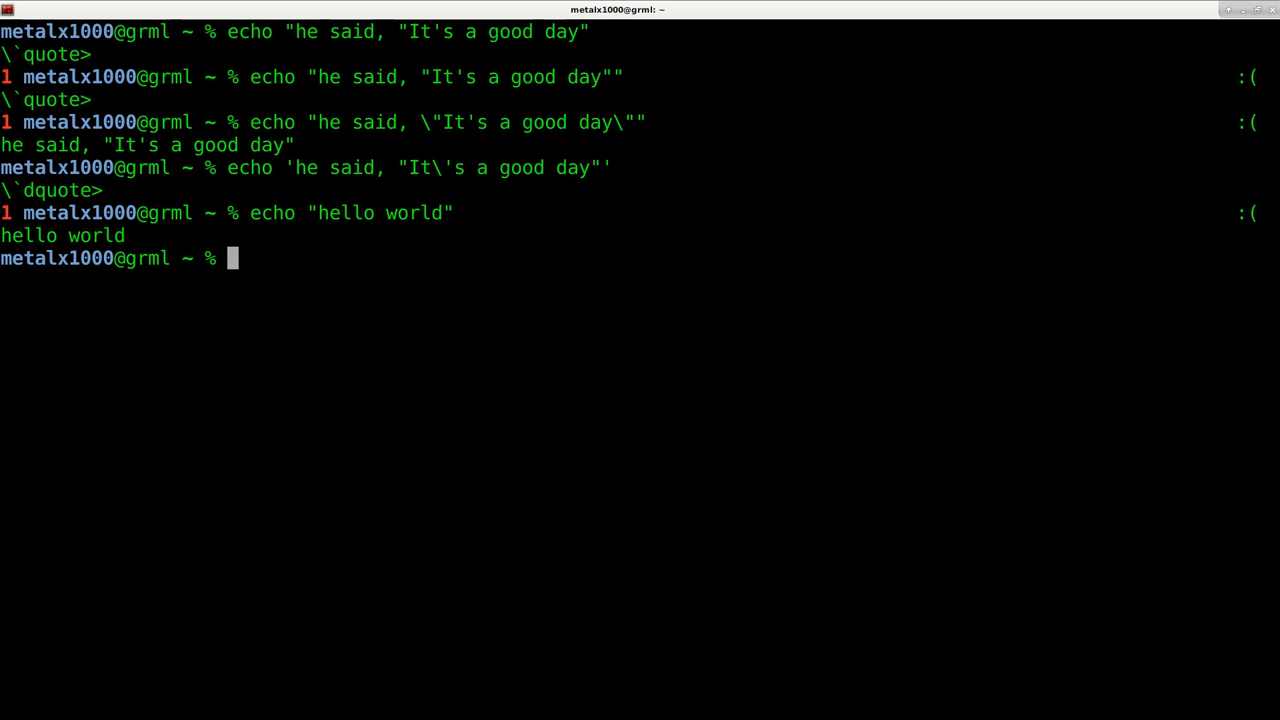 metalx1000@grml: ~
metalx1000@grml ~ % echo "he said, "It's a good day"
\`quote>
1 metalx1000@grml ~ % echo "he said, "It's a good day"" :(
\`quote>
1 metalx1000@grml ~ % echo "he said, \"It's a good day\"" :(
he said, "It's a good day"
metalx1000@grml ~ % echo 'he said, "It\'s a good day"'
\`dquote>
1 metalx1000@grml ~ % echo "hello world" :(
hello world
metalx1000@grml ~ %